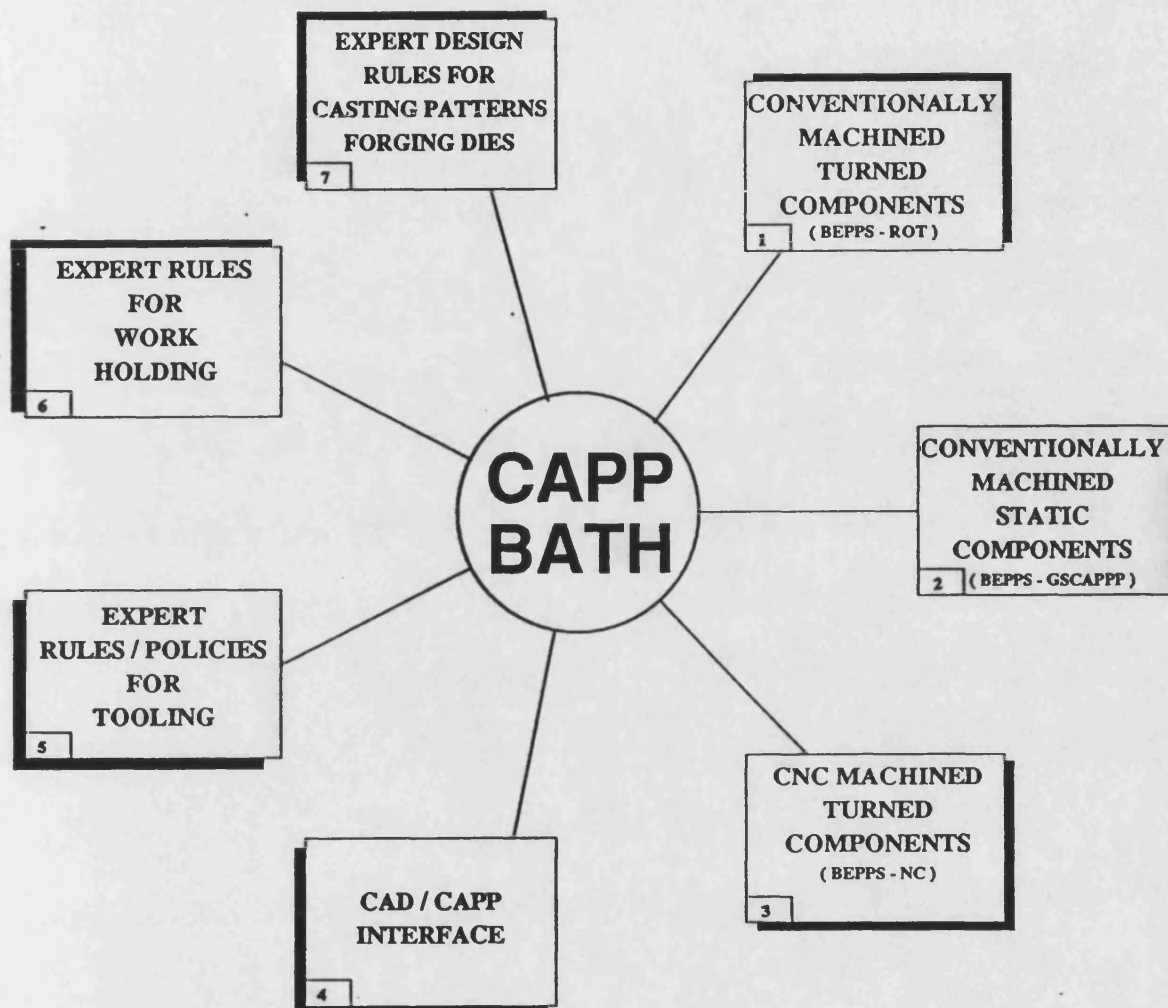 EXPERT DESIGN
RULES FOR
CASTING PATTERNS
FORGING DIES
7
CONVENTIONALLY
MACHINED
TURNED
COMPONENTS
( BEPPS - ROT )
1
EXPERT RULES
FOR
WORK
HOLDING
6
CAPP
BATH
CONVENTIONALLY
MACHINED
STATIC
COMPONENTS
2 ( BEPPS - GSCAPPP )
EXPERT
RULES / POLICIES
FOR
TOOLING
5
CNC MACHINED
TURNED
COMPONENTS
( BEPPS - NC )
3
CAD / CAPP
INTERFACE
4